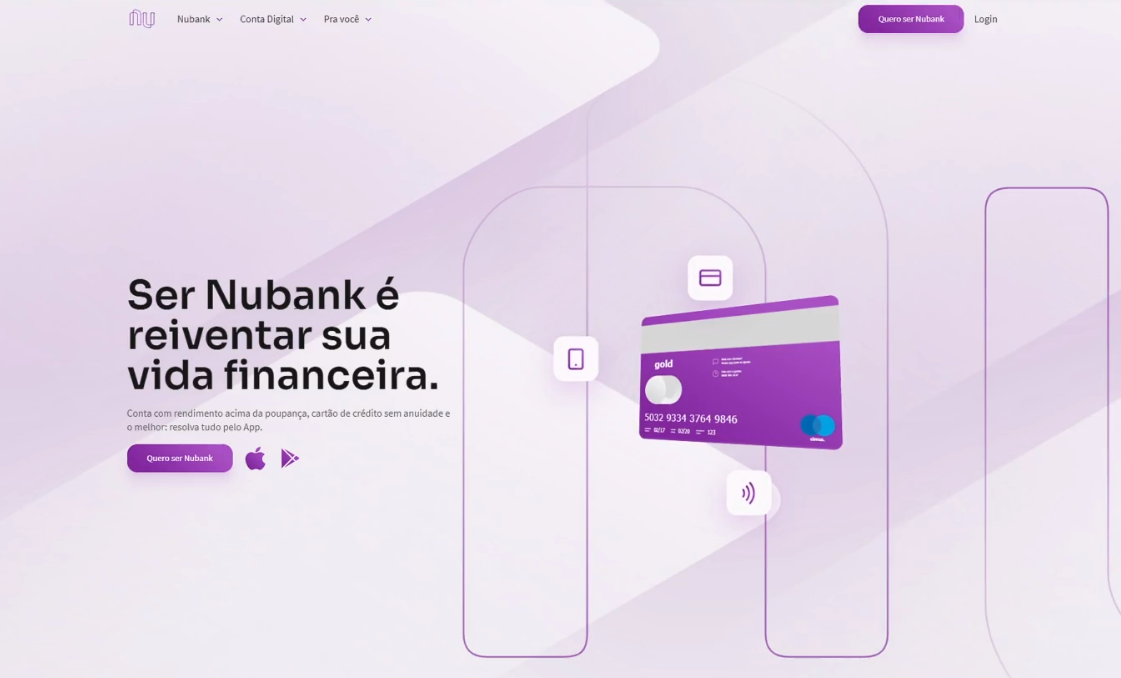 nu
Nubank
Conta Digital
Pra você
Quero ser Nubank
Login
Ser Nubank é
reiventar sua
vida financeira.
Conta com rendimento acima da poupança, cartão de crédito sem anuidade e
o melhor: resolva tudo pelo App.
Quero ser Nubank
gold
5032 9334 3764 9846
02/17 02/20 123